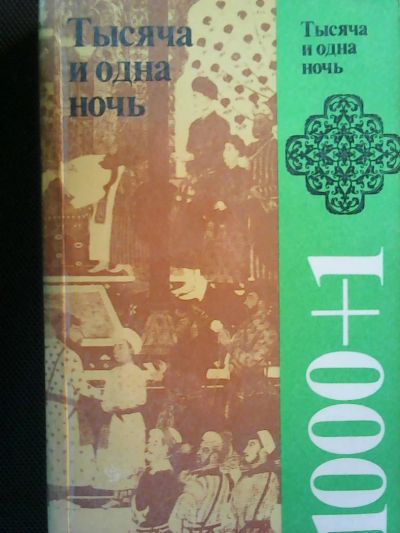 Тысяча
и одна
ночь
Тысяча
и одна
ночь
1000+1